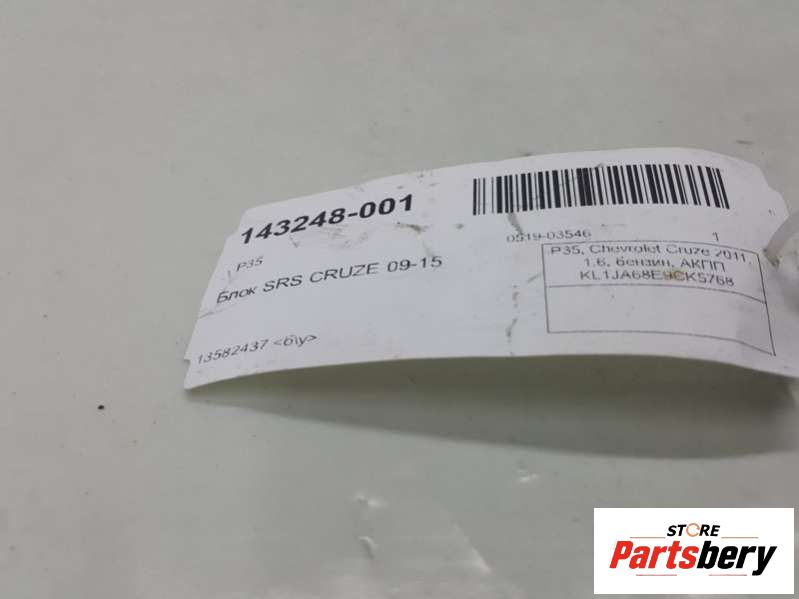 143248-001
P35
Блок SRS CRUZE 09-15
13582437 <б\у>
0519-03546 1
P35, Chevrolet Cruze 2011,
1.6, бензин, АКПП
KL1JA68E9CK5768
STORE
Partsbery